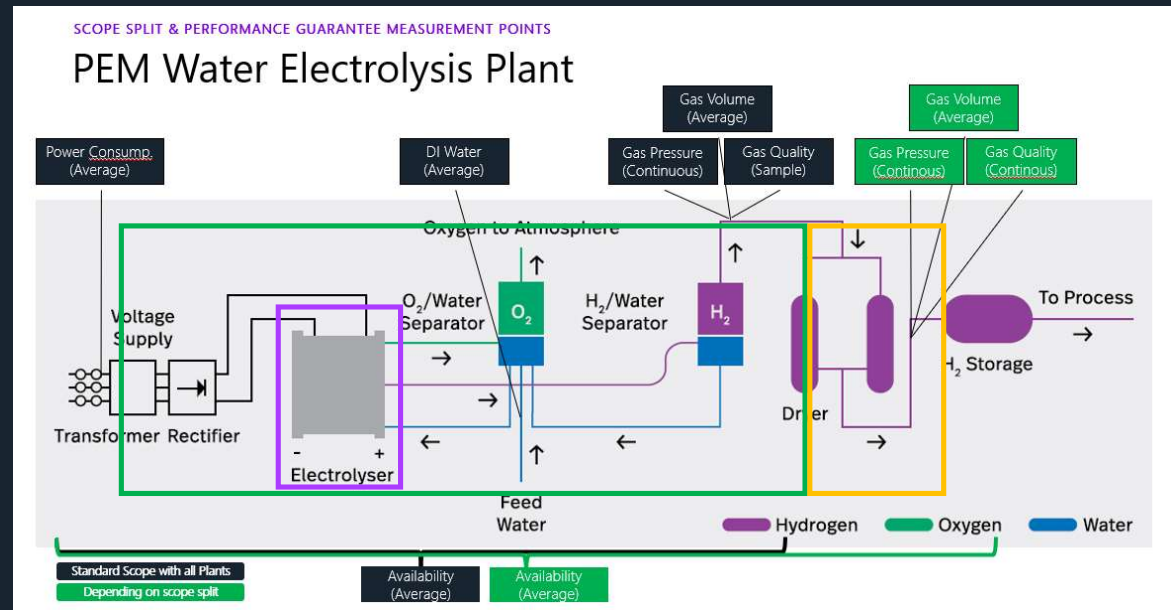 SCOPE SPLIT & PERFORMANCE GUARANTEE MEASUREMENT POINTS
PEM Water Electrolysis Plant
Gas Volume
(Average)
Gas Volume
(Average)
Power Consump.
(Average)
DI Water
(Average)
Gas Pressure
(Continuous)
Gas Quality
(Sample)
Gas Pressure
(Continous)
Gas Quality
(Continous)
Oxygen to Atmosphere
Voltage
Supply
O₂/Water
Separator
O₂
H₂/Water
Separator
H₂
To Process
H₂ Storage
Dryer
Transformer
Rectifier
- +
Electrolyser
Feed
Water
Hydrogen
Oxygen
Water
Standard Scope with all Plants
Depending on scope split
Availability
(Average)
Availability
(Average)